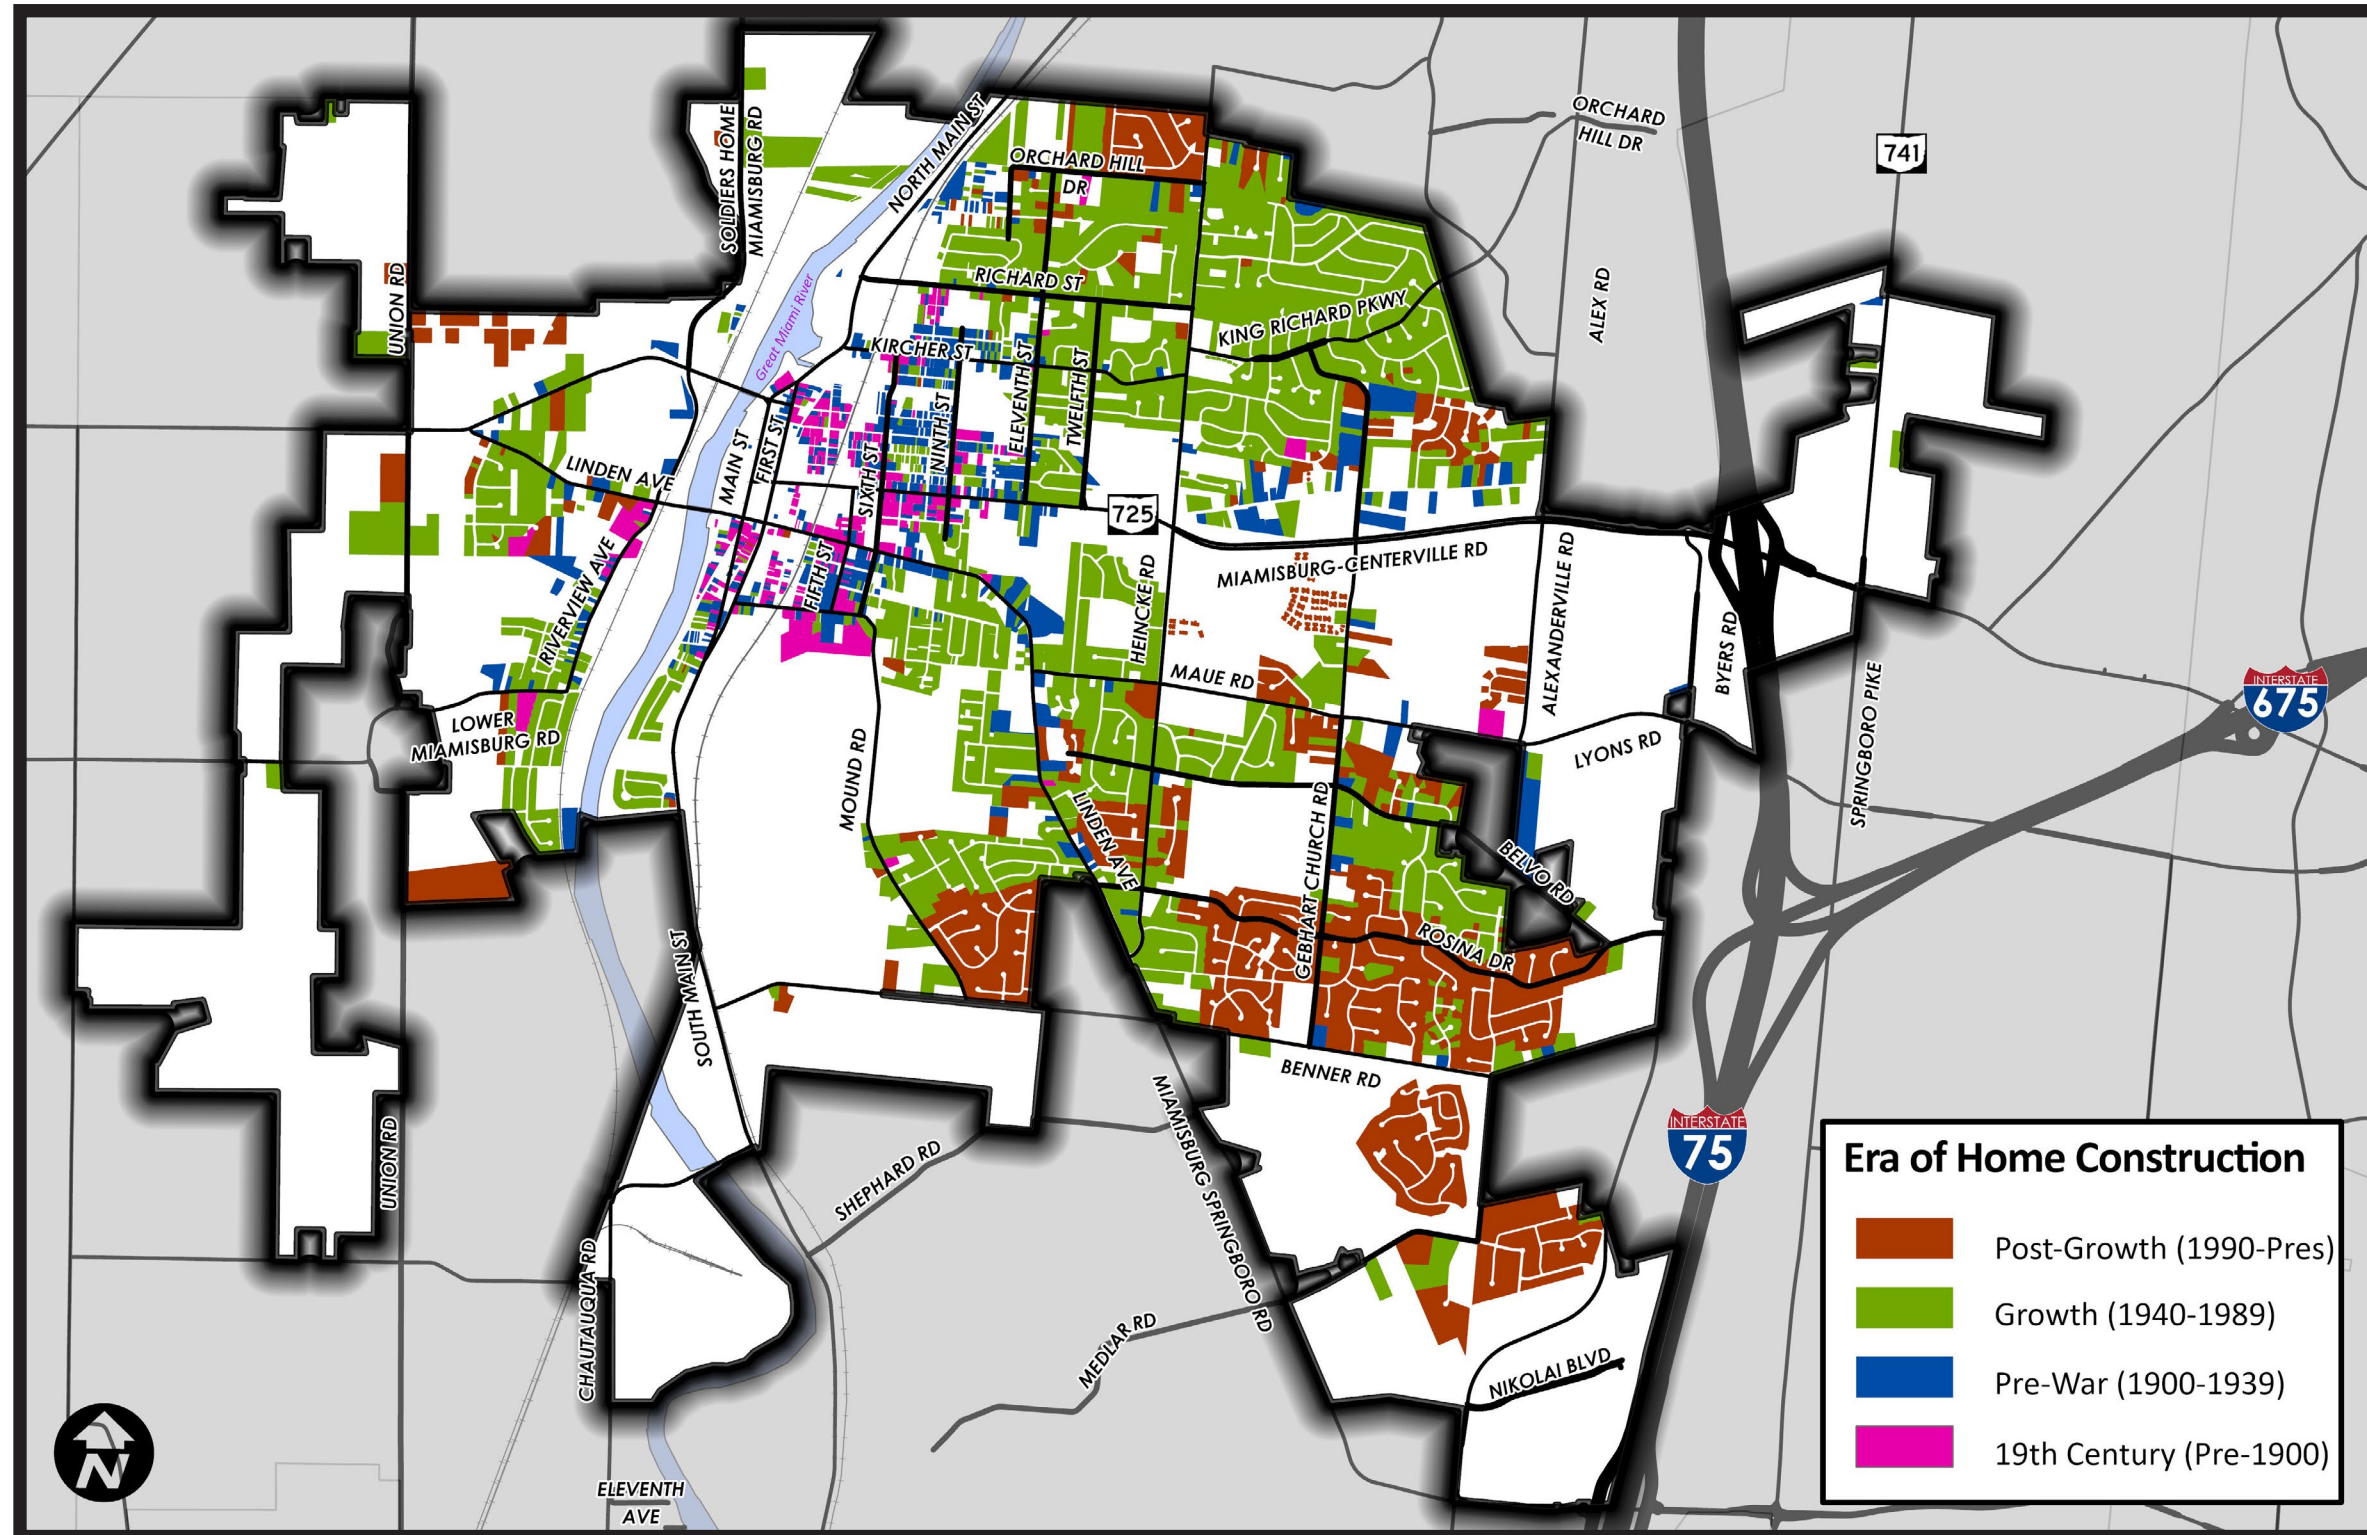 SOLDIERS HOME
MIAMISBURG RD
NORTH MAIN ST
ORCHARD
HILL DR
741
ORCHARD HILL
DR
UNION RD
RICHARD ST
Great Miami River
KING RICHARD PKWY
ALEX RD
KIRCHER ST
ELEVENTH ST
TWELFTH ST
NINTH ST
MAIN ST
FIRST ST
SIXTH ST
LINDEN AVE
725
MIAMISBURG-CENTERVILLE RD
FIFTH ST
RIVERVIEW AVE
HEINCKE RD
ALEXANDERVILLE RD
BYERS RD
SPRINGBORO PIKE
INTERSTATE
675
MAUE RD
LOWER
MIAMISBURG RD
LYONS RD
MOUND RD
LINDEN AVE
GEBHART CHURCH RD
BELVO RD
ROSINA DR
SOUTH MAIN ST
BENNER RD
UNION RD
SHEPHARD RD
MIAMISBURG SPRINGBORO RD
INTERSTATE
75
CHAUTAUQUA RD
MEDLAR RD
NIKOLAI BLVD
ELEVENTH
AVE
N
Era of Home Construction
Post-Growth (1990-Pres)
Growth (1940-1989)
Pre-War (1900-1939)
19th Century (Pre-1900)